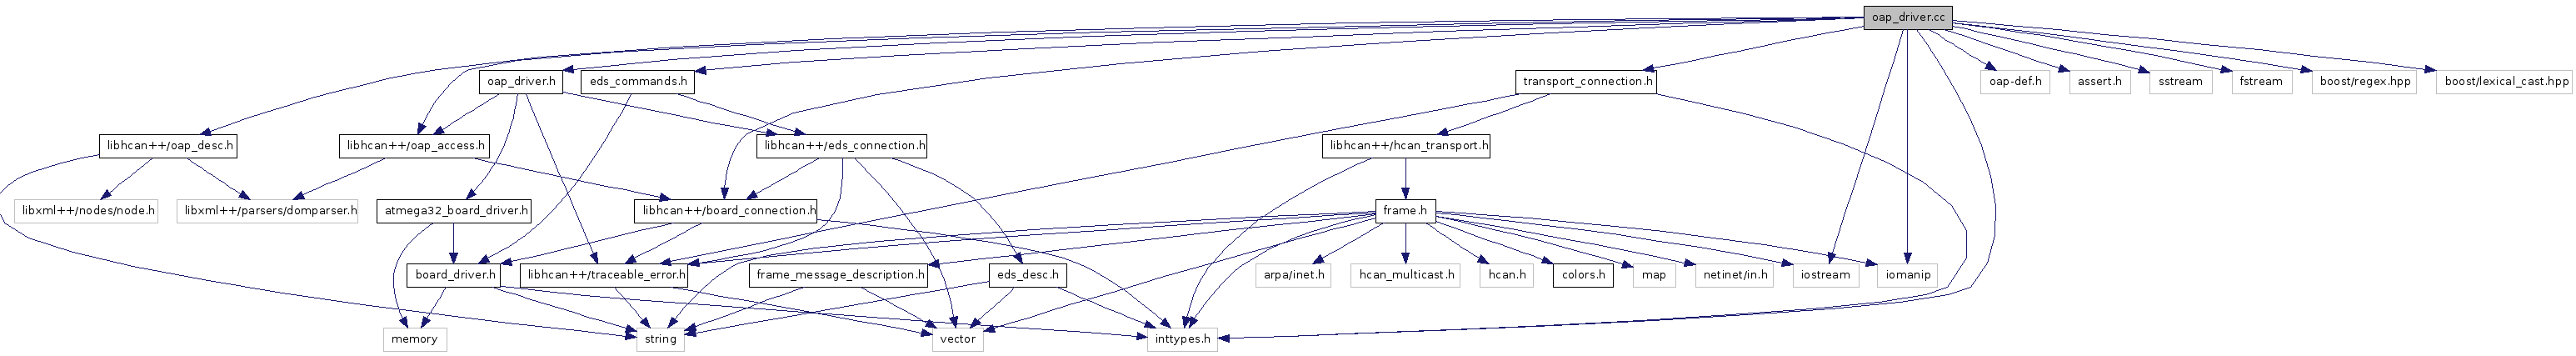 oap_driver.cc
oap_driver.h
eds_commands.h
transport_connection.h
oap-def.h
assert.h
sstream
fstream
boost/regex.hpp
boost/lexical_cast.hpp
libhcan++/oap_desc.h
libhcan++/oap_access.h
libhcan++/eds_connection.h
libhcan++/hcan_transport.h
libxml++/nodes/node.h
libxml++/parsers/domparser.h
atmega32_board_driver.h
libhcan++/board_connection.h
frame.h
board_driver.h
libhcan++/traceable_error.h
frame_message_description.h
eds_desc.h
arpa/inet.h
hcan_multicast.h
hcan.h
colors.h
map
netinet/in.h
iostream
iomanip
memory
string
vector
inttypes.h